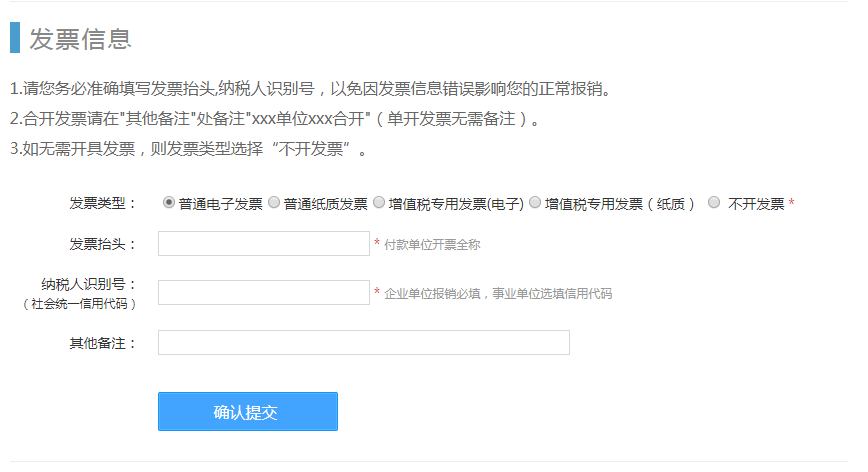 发票信息
1.请您务必准确填写发票抬头,纳税人识别号，以免因发票信息错误影响您的正常报销。
2.合开发票请在"其他备注"处备注"xxx单位xxx合开"（单开发票无需备注）。
3.如无需开具发票，则发票类型选择“不开发票”。
发票类型： 普通电子发票 普通纸质发票 增值税专用发票(电子) 增值税专用发票（纸质） 不开发票 *
发票抬头： * 付款单位开票全称
纳税人识别号： * 企业单位报销必填，事业单位选填信用代码
（社会统一信用代码）
其他备注：
确认提交